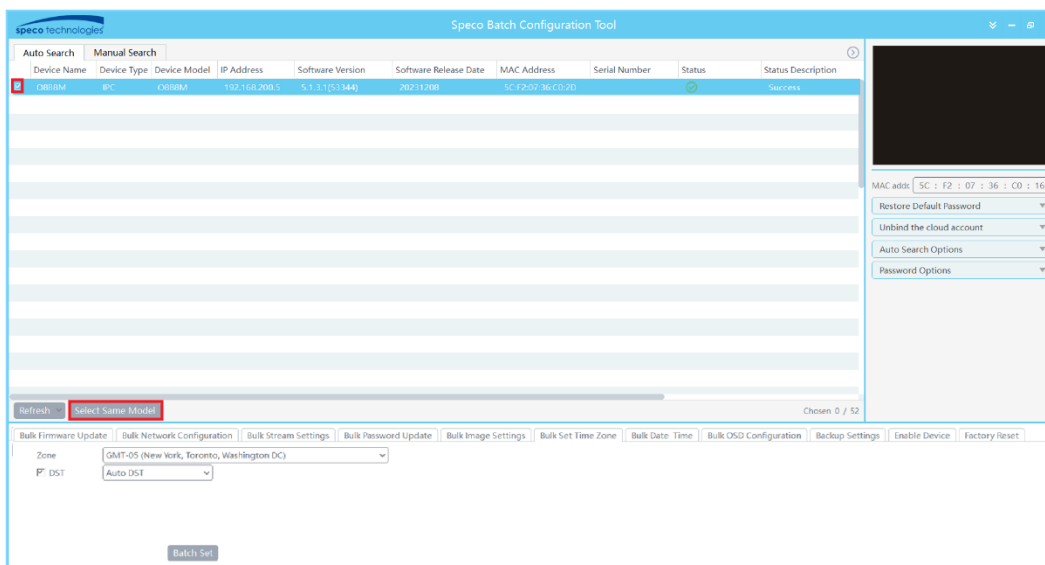 speco technologies
Speco Batch Configuration Tool
Auto Search Manual Search
Device Name Device Type Device Model IP Address Software Version Software Release Date MAC Address Serial Number Status Status Description
O888M IPC O888M 192.168.200.5 5.1.3.1(53344) 20231208 5C:F2:07:36:C0:2D Success
MAC addr. 5C : F2 : 07 : 36 : C0 : 16
Restore Default Password
Unbind the cloud account
Auto Search Options
Password Options
Refresh Select Same Model Chosen 0 / 52
Bulk Firmware Update Bulk Network Configuration Bulk Stream Settings Bulk Password Update Bulk Image Settings Bulk Set Time Zone Bulk Date Time Bulk OSD Configuration Backup Settings Enable Device Factory Reset
Zone GMT-05 (New York, Toronto, Washington DC)
DST Auto DST
Batch Set